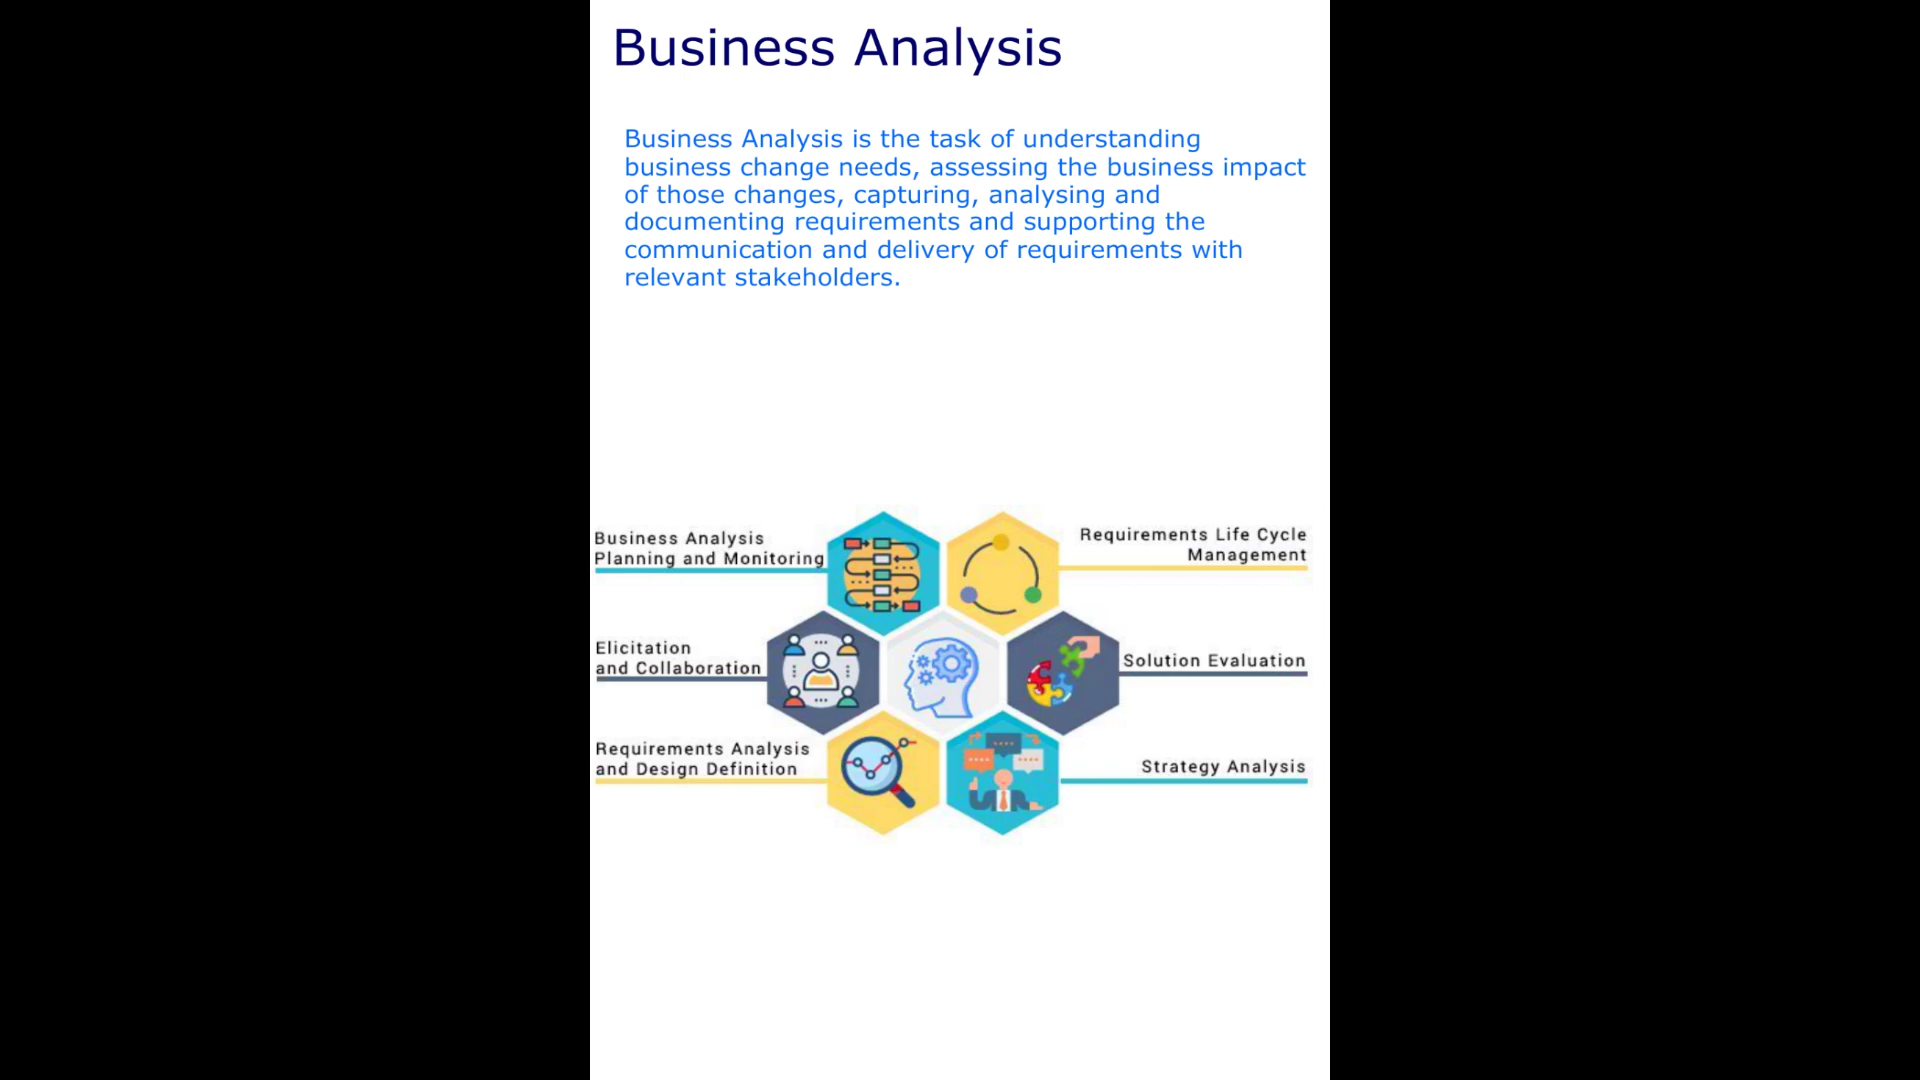 Business Analysis
Business Analysis is the task of understanding
business change needs, assessing the business impact
of those changes, capturing, analysing and
documenting requirements and supporting the
communication and delivery of requirements with
relevant stakeholders.
Business Analysis
Planning and Monitoring
Requirements Life Cycle
Management
Elicitation
and Collaboration
Solution Evaluation
Requirements Analysis
and Design Definition
Strategy Analysis